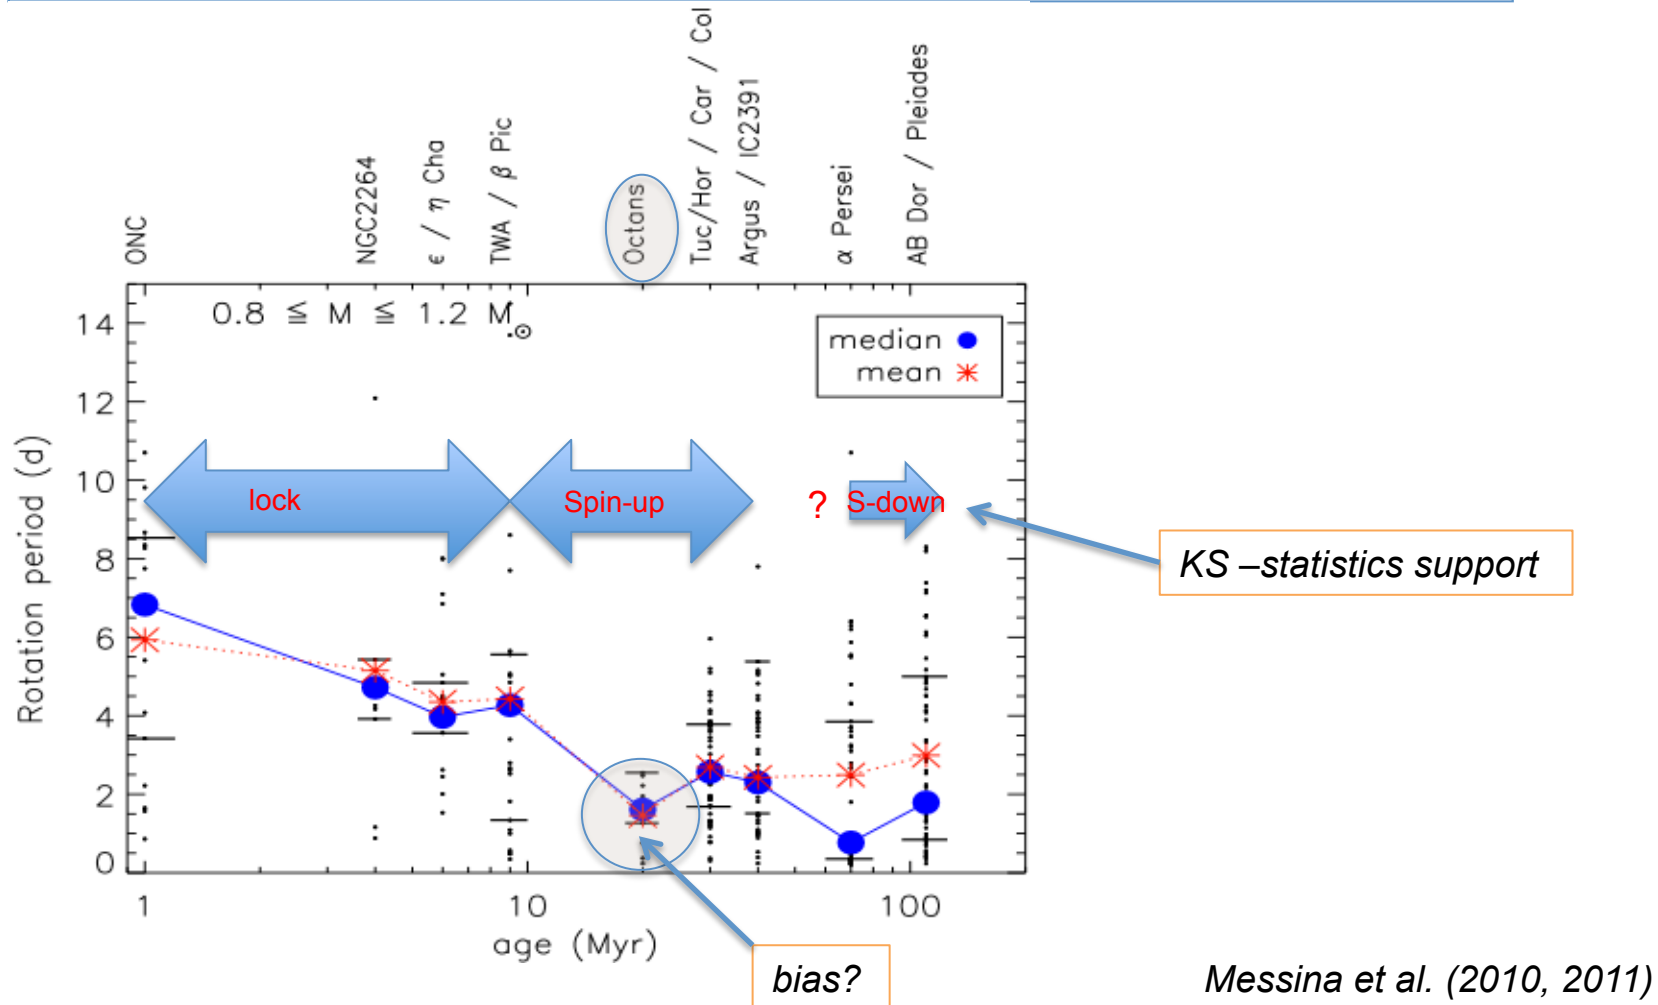 ONC
NGC2264
ϵ / η Cha
TWA / β Pic
Octans
Tuc/Hor / Car / Col
Argus / IC2391
α Persei
AB Dor / Pleiades
0.8 ≦ M ≦ 1.2 M⊙
median
mean
14
12
10
8
6
4
2
0
Rotation period (d)
lock
Spin-up
? S-down
KS –statistics support
1
10
100
age (Myr)
bias?
Messina et al. (2010, 2011)